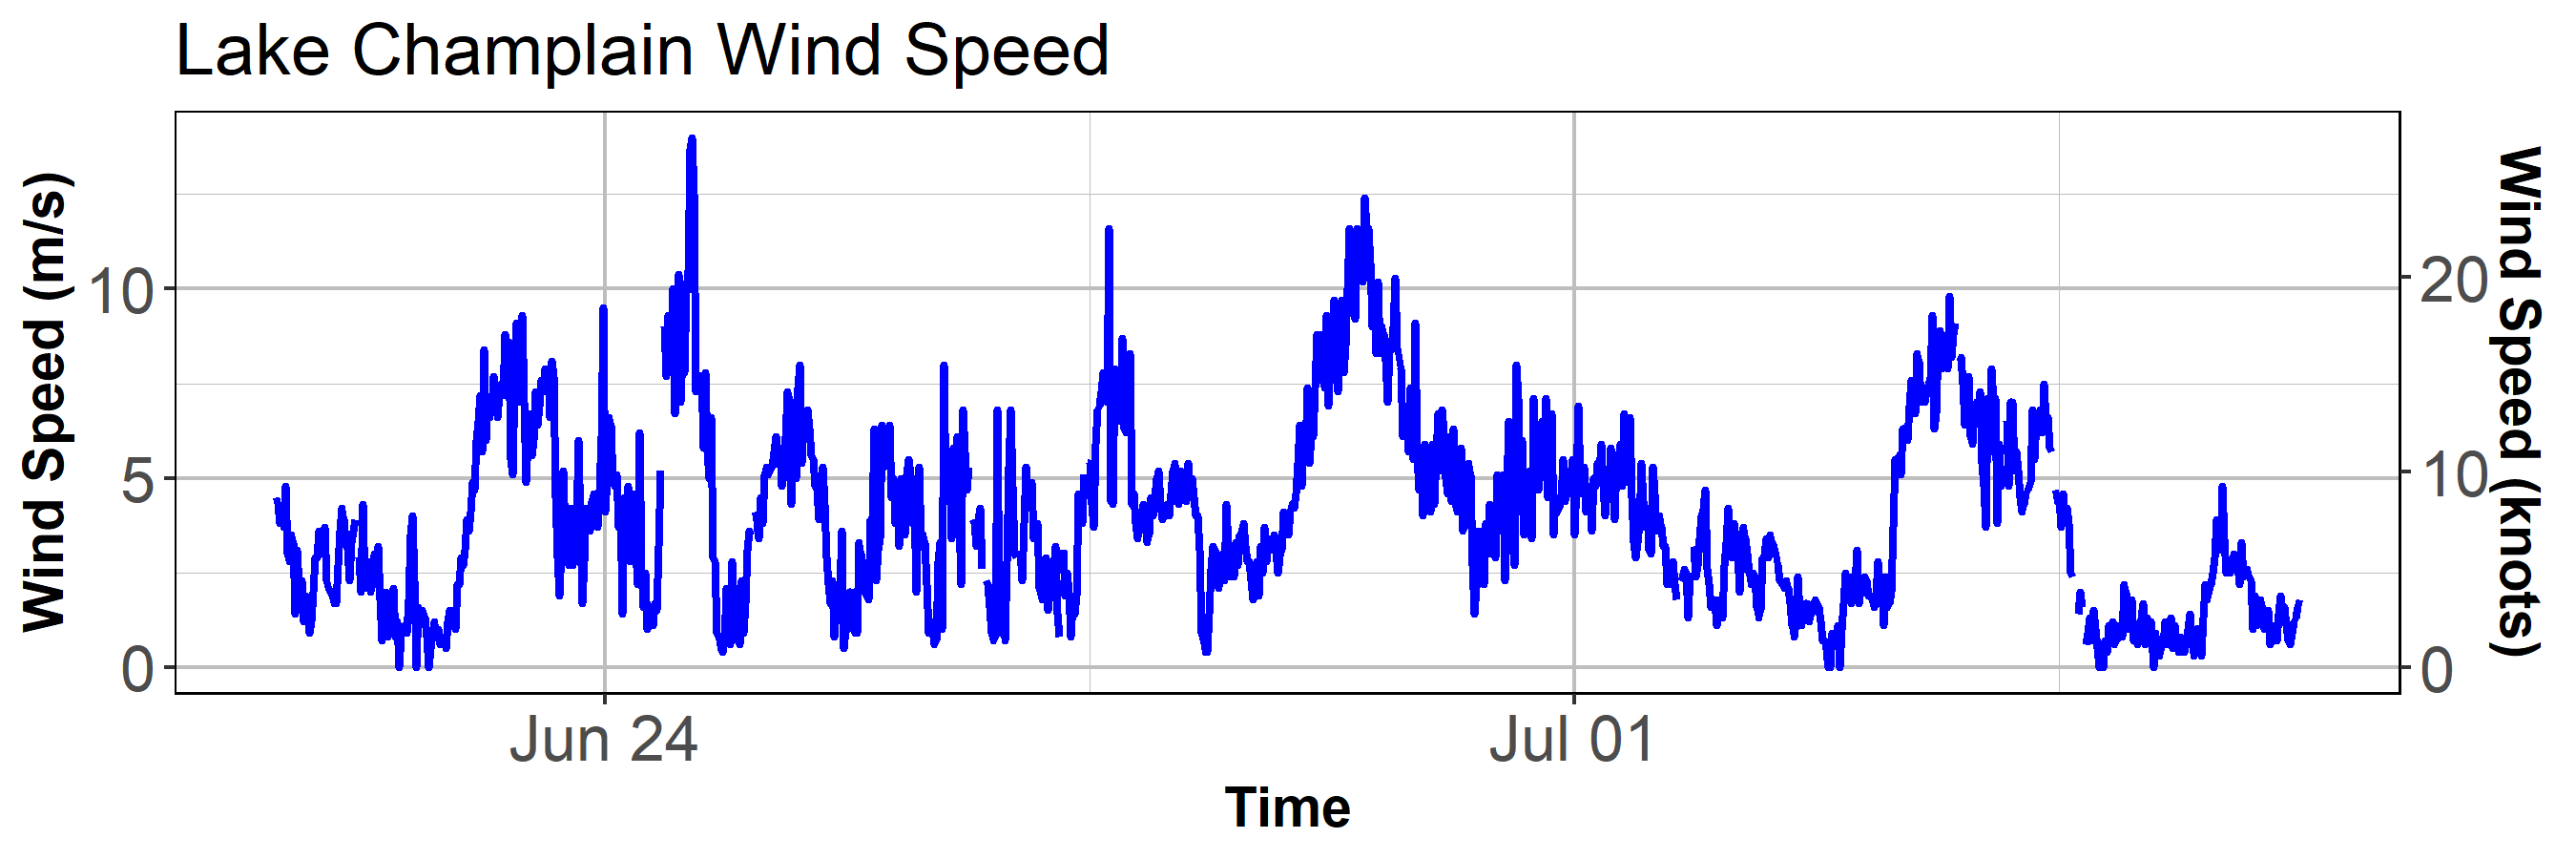 Lake Champlain Wind Speed
Wind Speed (m/s)
10
5
0
20
10
0
Wind Speed (knots)
Jun 24
Jul 01
Time